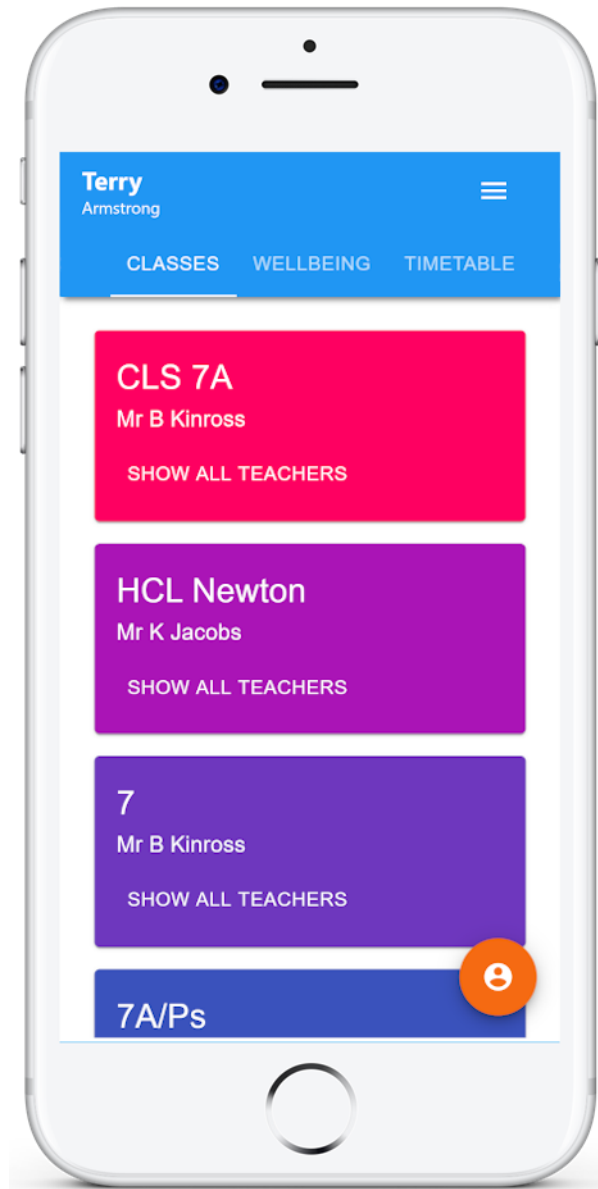 Terry
Armstrong
CLASSES WELLBEING TIMETABLE
CLS 7A
Mr B Kinross
SHOW ALL TEACHERS
HCL Newton
Mr K Jacobs
SHOW ALL TEACHERS
7
Mr B Kinross
SHOW ALL TEACHERS
7A/Ps